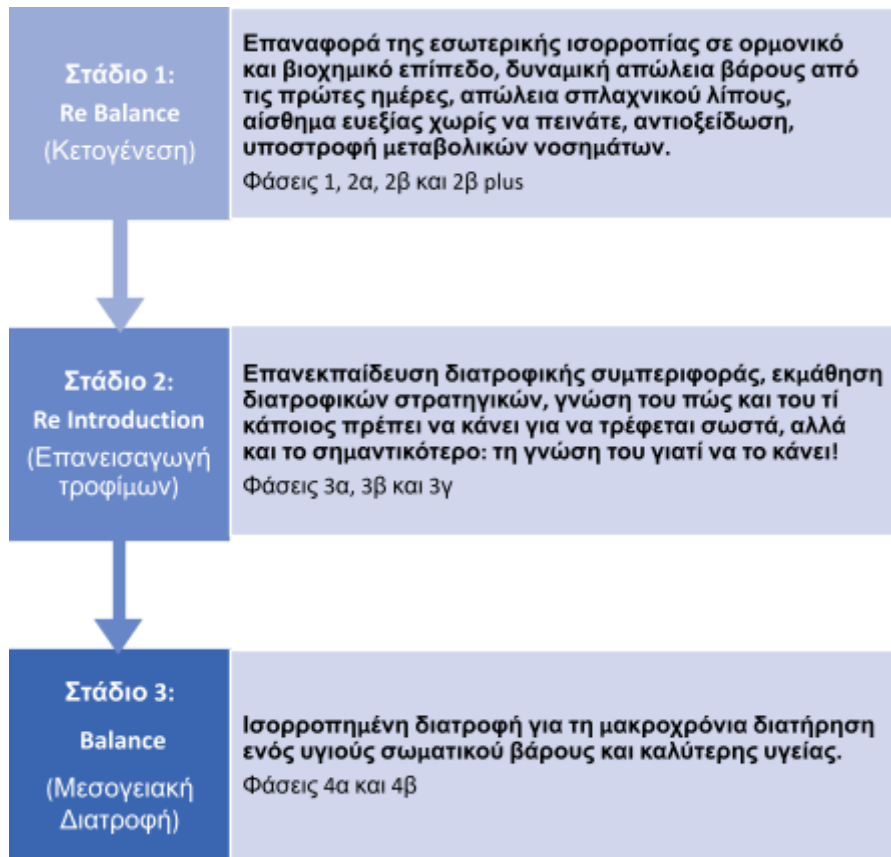 Στάδιο 1:
Re Balance
(Κετογένεση)
Επαναφορά της εσωτερικής ισορροπίας σε ορμονικό
και βιοχημικό επίπεδο, δυναμική απώλεια βάρους από
τις πρώτες ημέρες, απώλεια σπλαχνικού λίπους,
αίσθημα ευεξίας χωρίς να πεινάτε, αντιοξείδωση,
υποστροφή μεταβολικών νοσημάτων.
Φάσεις 1, 2α, 2β και 2β plus
Στάδιο 2:
Re Introduction
(Επανεισαγωγή
τροφίμων)
Επανεκπαίδευση διατροφικής συμπεριφοράς, εκμάθηση
διατροφικών στρατηγικών, γνώση του πώς και του τί
κάποιος πρέπει να κάνει για να τρέφεται σωστά, αλλά
και το σημαντικότερο: τη γνώση του γιατί να το κάνει!
Φάσεις 3α, 3β και 3γ
Στάδιο 3:
Balance
(Μεσογειακή
Διατροφή)
Ισορροπημένη διατροφή για τη μακροχρόνια διατήρηση
ενός υγιούς σωματικού βάρους και καλύτερης υγείας.
Φάσεις 4α και 4β